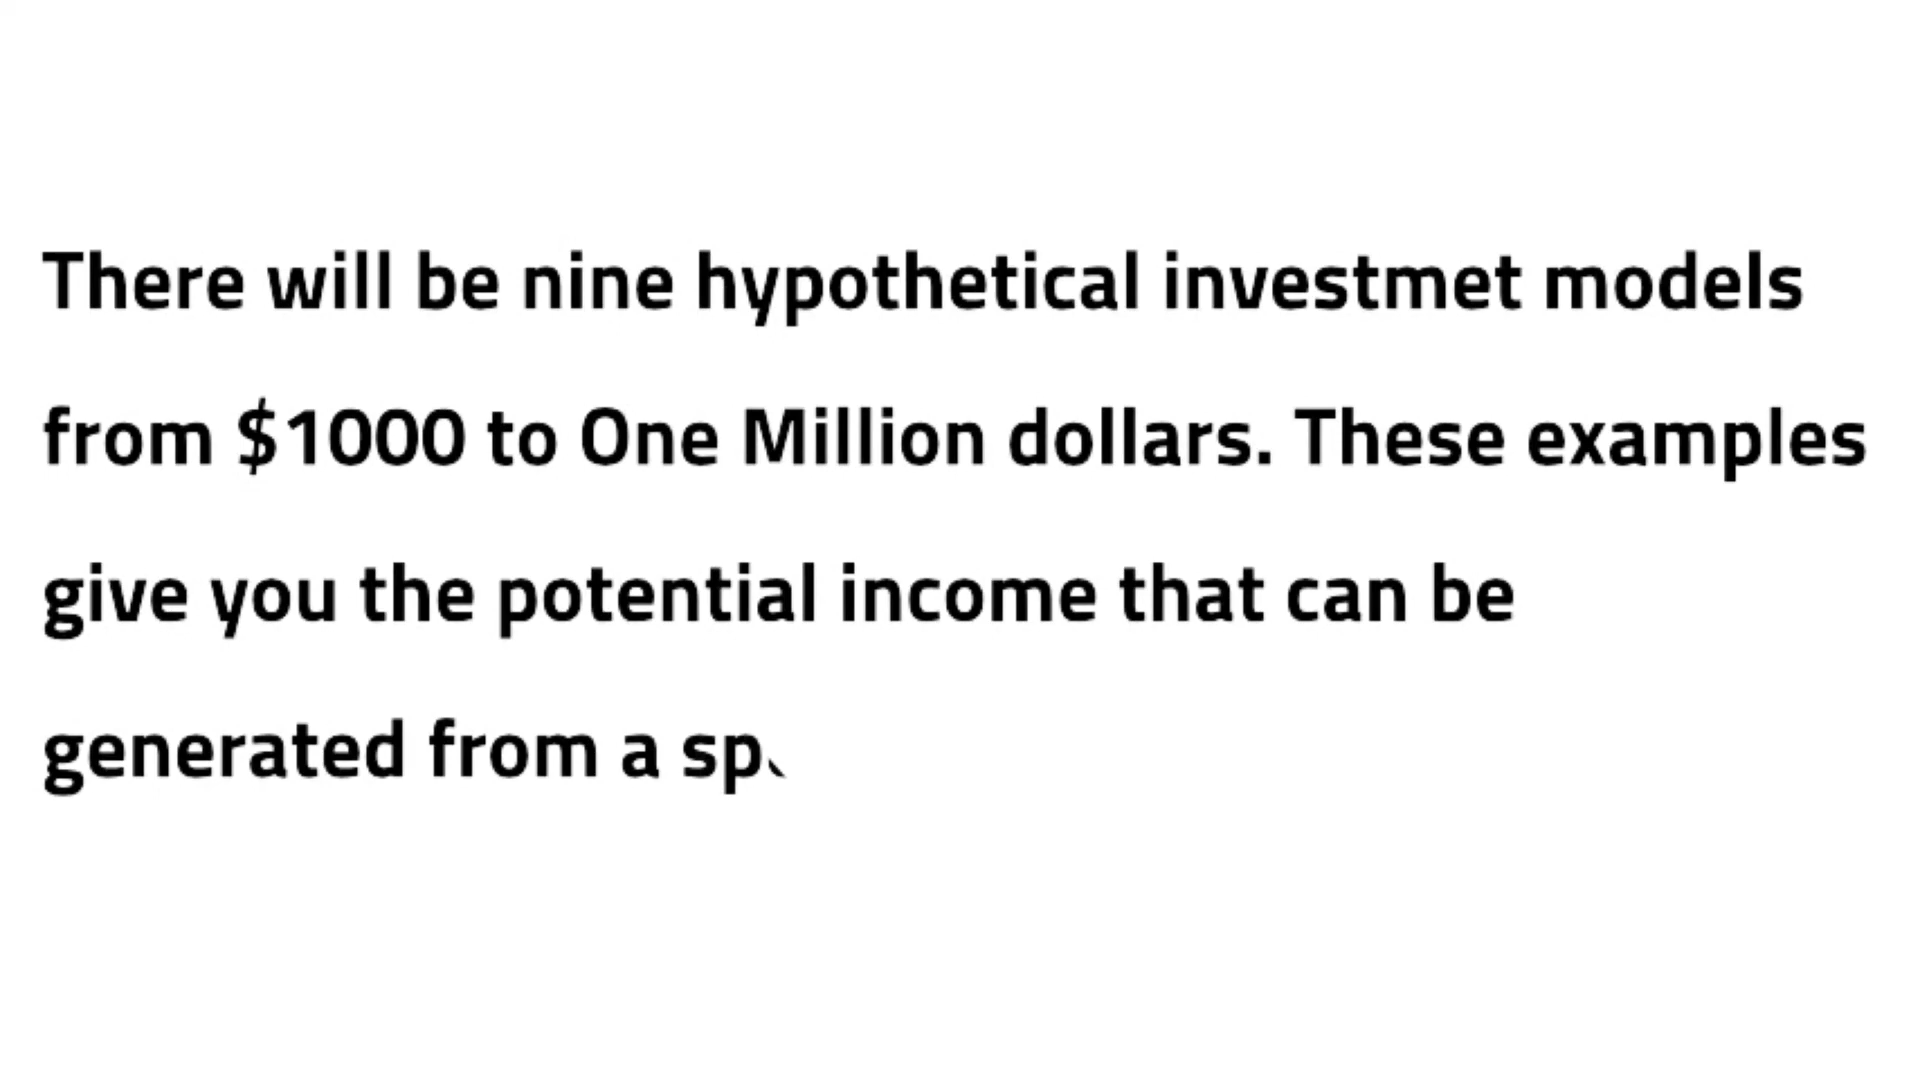 There will be nine hypothetical investmet models
from $1000 to One Million dollars. These examples
give you the potential income that can be
generated from a sp